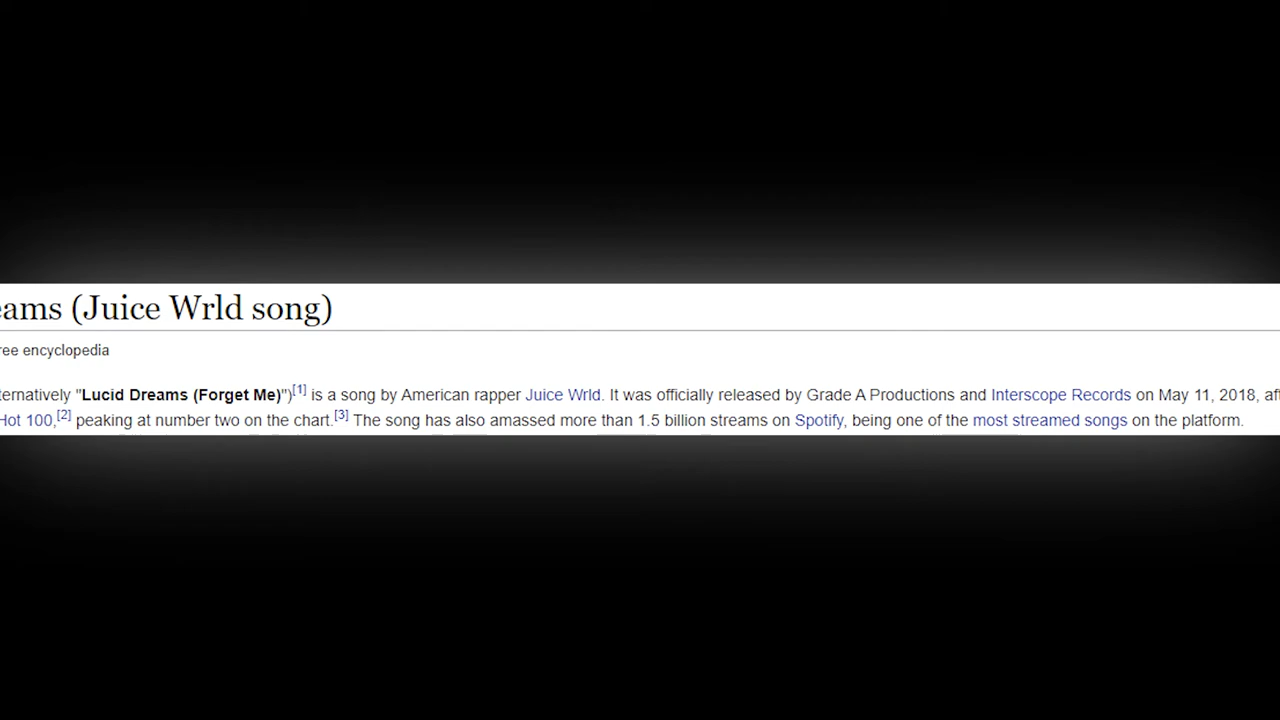 eams (Juice Wrld song)
ree encyclopedia
ternatively "Lucid Dreams (Forget Me)")[1] is a song by American rapper Juice Wrld. It was officially released by Grade A Productions and Interscope Records on May 11, 2018, af
Hot 100,[2] peaking at number two on the chart.[3] The song has also amassed more than 1.5 billion streams on Spotify, being one of the most streamed songs on the platform.